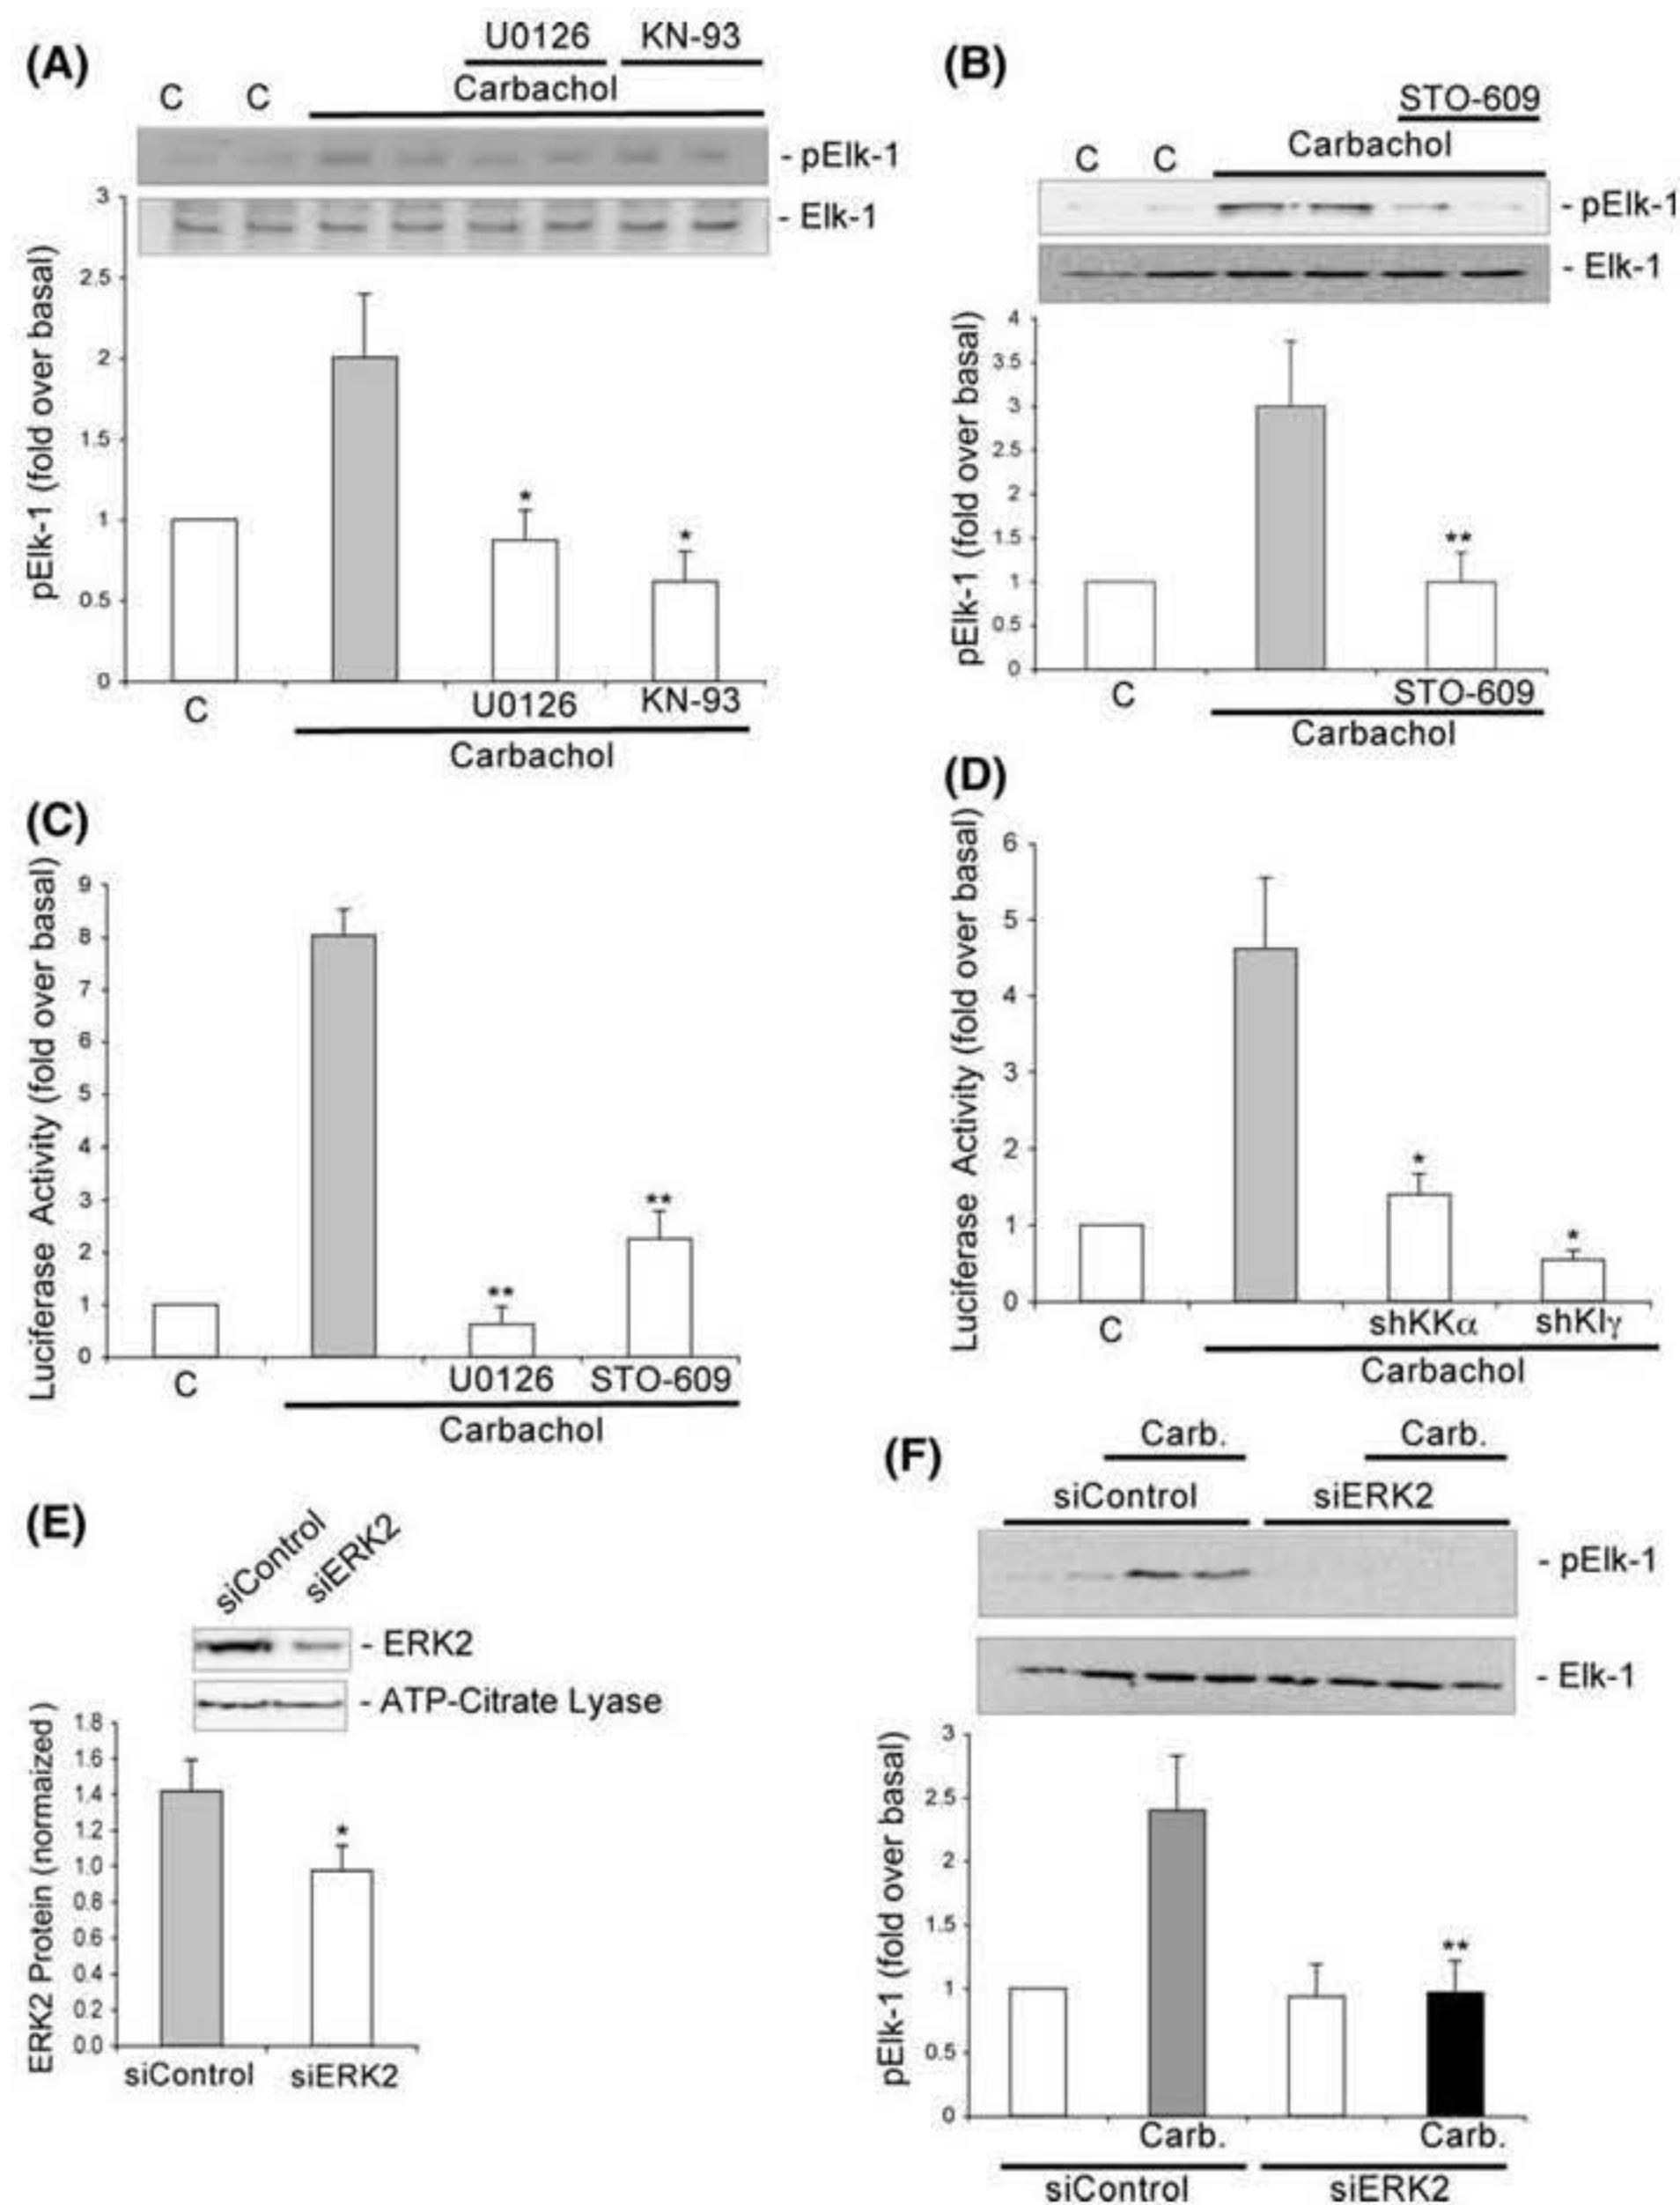 (A)
U0126 KN-93
C C Carbachol
- pElk-1
- Elk-1
pElk-1 (fold over basal)
3
2.5
2
1.5
1
0.5
0
*
*
C U0126 KN-93
Carbachol
(B)
STO-609
C C Carbachol
- pElk-1
- Elk-1
pElk-1 (fold over basal)
4
3.5
3
2.5
2
1.5
1
0.5
0
**
C STO-609
Carbachol
(C)
Luciferase Activity (fold over basal)
9
8
7
6
5
4
3
2
1
0
**
**
C U0126 STO-609
Carbachol
(D)
Luciferase Activity (fold over basal)
6
5
4
3
2
1
0
*
*
C shKKα shKIγ
Carbachol
(E)
siControl siERK2
- ERK2
- ATP-Citrate Lyase
ERK2 Protein (normaized )
1.8
1.6
1.4
1.2
1.0
0.8
0.6
0.4
0.2
0.0
*
siControl siERK2
(F)
Carb. Carb.
siControl siERK2
- pElk-1
- Elk-1
pElk-1 (fold over basal)
3
2.5
2
1.5
1
0.5
0
**
Carb. Carb.
siControl siERK2